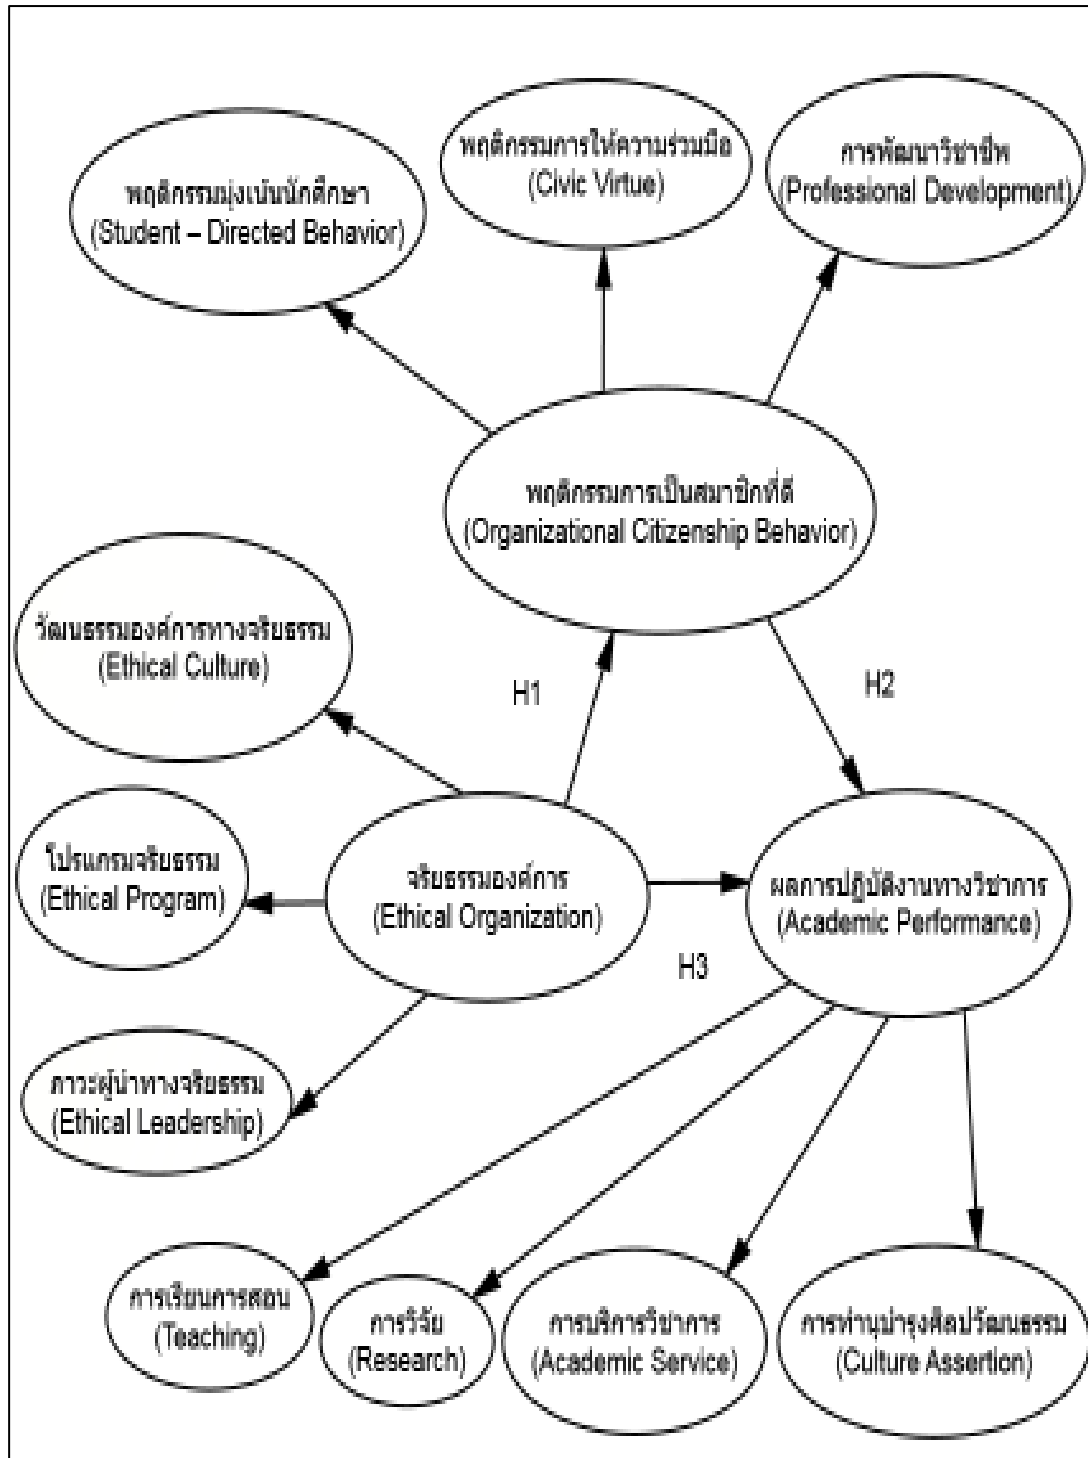 พฤติกรรมการให้ความร่วมมือ
(Civic Virtue)
การพัฒนาวิชาชีพ
(Professional Development)
พฤติกรรมมุ่งเน้นนักศึกษา
(Student – Directed Behavior)
พฤติกรรมการเป็นสมาชิกที่ดี
(Organizational Citizenship Behavior)
วัฒนธรรมองค์การทางจริยธรรม
(Ethical Culture)
H1
H2
โปรแกรมจริยธรรม
(Ethical Program)
จริยธรรมองค์การ
(Ethical Organization)
ผลการปฏิบัติงานทางวิชาการ
(Academic Performance)
H3
ภาวะผู้นำทางจริยธรรม
(Ethical Leadership)
การเรียนการสอน
(Teaching)
การวิจัย
(Research)
การบริการวิชาการ
(Academic Service)
การทำนุบำรุงศิลปวัฒนธรรม
(Culture Assertion)